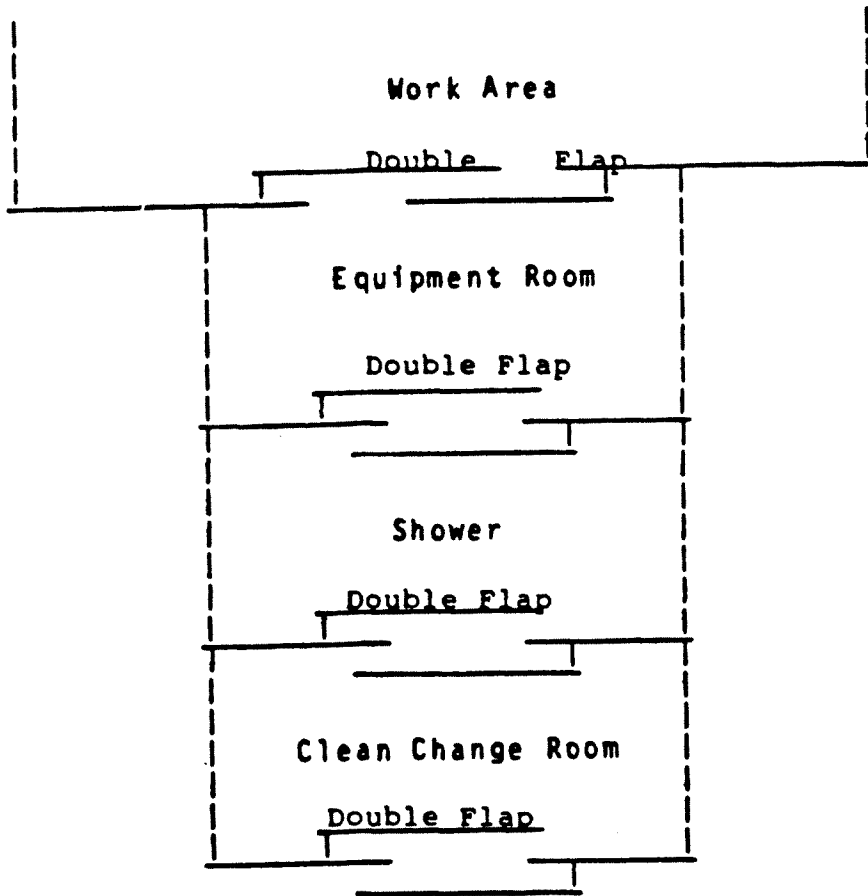 Work Area
Double Flap
Equipment Room
Double Flap
Shower
Double Flap
Clean Change Room
Double Flap